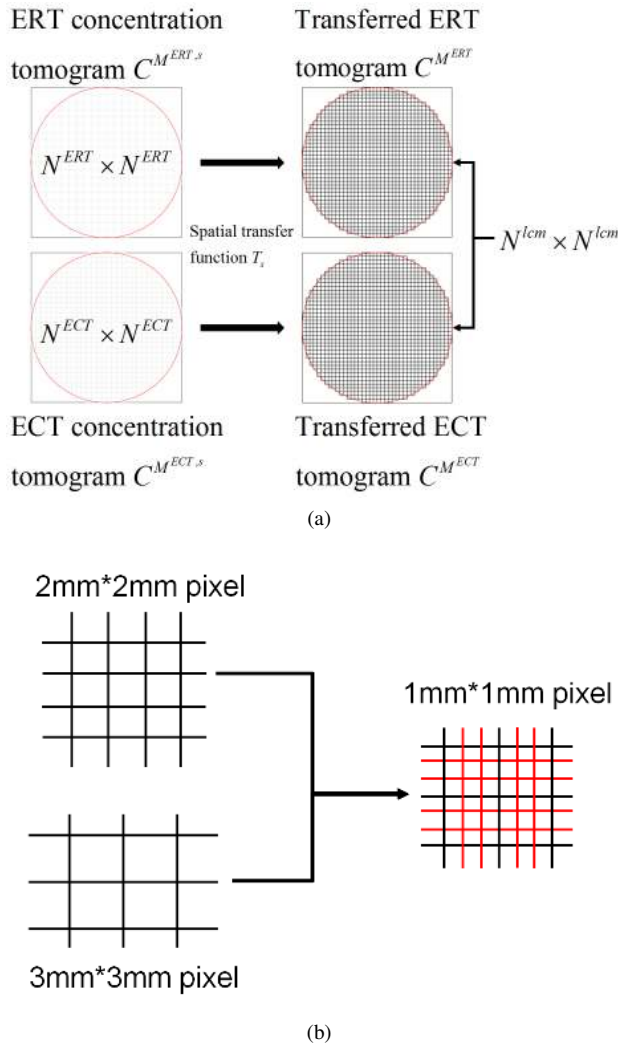 ERT concentration
tomogram C^{M^{ERT,s}}
Transferred ERT
tomogram C^{M^{ERT}}
N^{ERT} × N^{ERT}
Spatial transfer
function T_s
N^{lcm} × N^{lcm}
N^{ECT} × N^{ECT}
ECT concentration
tomogram C^{M^{ECT,s}}
Transferred ECT
tomogram C^{M^{ECT}}
(a)
2mm*2mm pixel
1mm*1mm pixel
3mm*3mm pixel
(b)